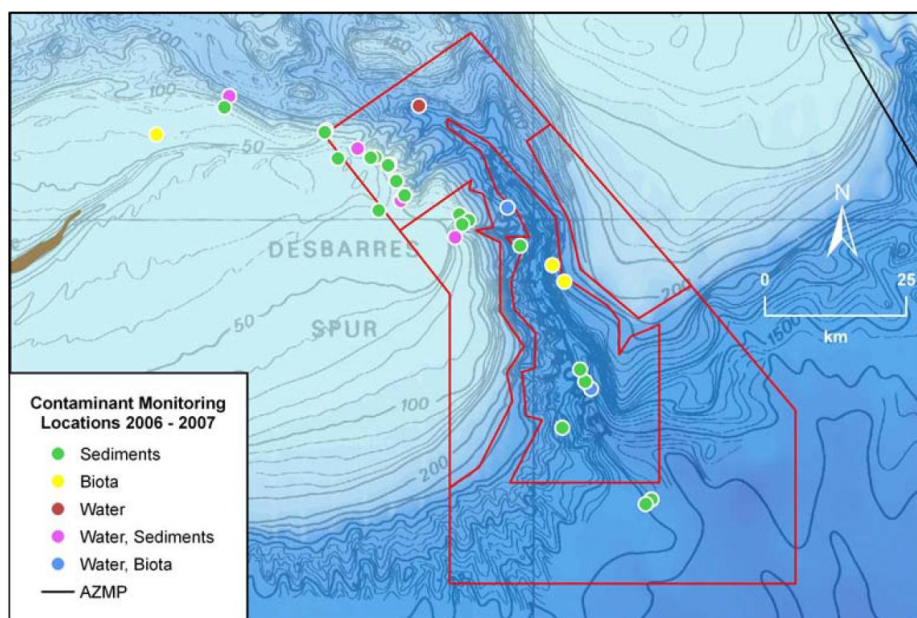 200
100
50
DESBARRES
SPUR
50
100
200
200
1500
N
0 25
km
Contaminant Monitoring
Locations 2006 - 2007
Sediments
Biota
Water
Water, Sediments
Water, Biota
AZMP